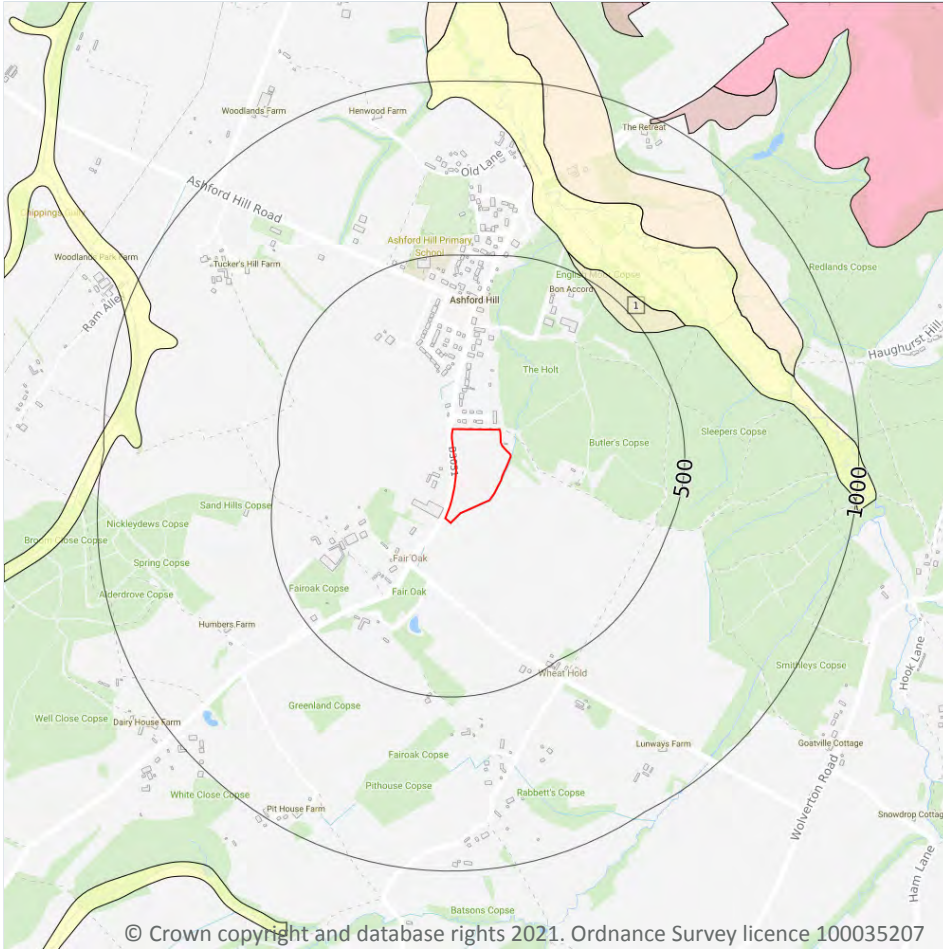 Woodlands Farm
Henwood Farm
The Retreat
Old Lane
Ashford Hill Road
Ashford Hill Primary
School
Woodlands Park Farm
Tucker's Hill Farm
Redlands Copse
English Moor Copse
Bon Accord
Ashford Hill
1
Haughurst Hill
The Holt
Butler's Copse
Sleepers Copse
B3051
500
1000
Sand Hills Copse
Nickleydews Copse
Broom Close Copse
Spring Copse
Alderdrove Copse
Fair Oak
Fairoak Copse
Fair Oak
Humbers Farm
Hook Lane
Smithleys Copse
Wheat Hold
Well Close Copse
Dairy House Farm
Greenland Copse
Lunways Farm
Goatville Cottage
Fairoak Copse
Pithouse Copse
Rabbett's Copse
White Close Copse
Pit House Farm
Wolverton Road
Snowdrop Cottag
Ham Lane
Batsons Copse
© Crown copyright and database rights 2021. Ordnance Survey licence 100035207